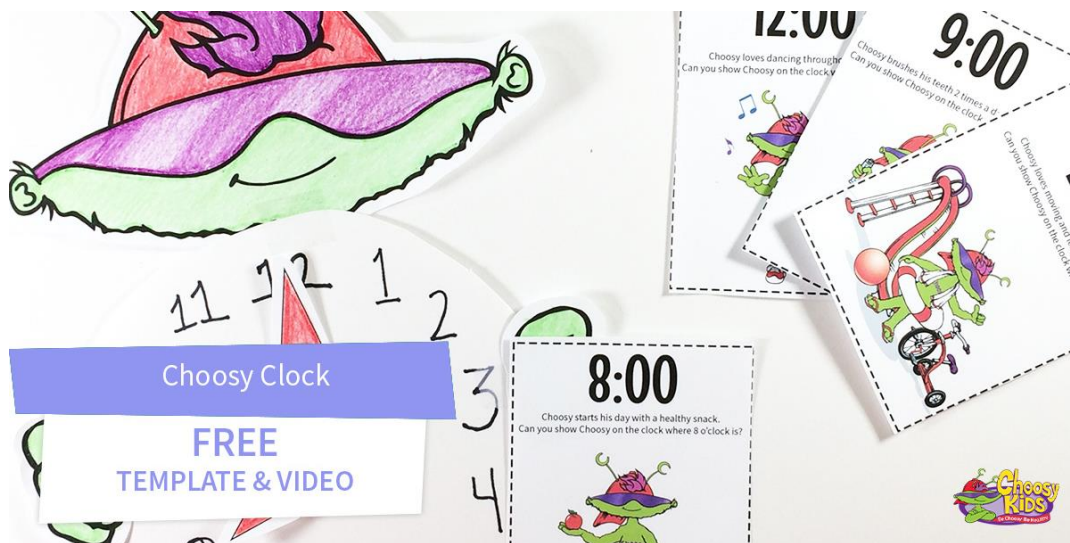 12:00
Choosy loves dancing
Can you show Choosy on the clock
9:00
Choosy brushes his teeth 2 times a
Can you show Choosy on the clock
Choosy loves moving and
Can you show Choosy on the clock
11 12 1
2
3
4
Choosy Clock
FREE
TEMPLATE & VIDEO
8:00
Choosy starts his day with a healthy snack.
Can you show Choosy on the clock where 8 o'clock is?
Choosy
Kids